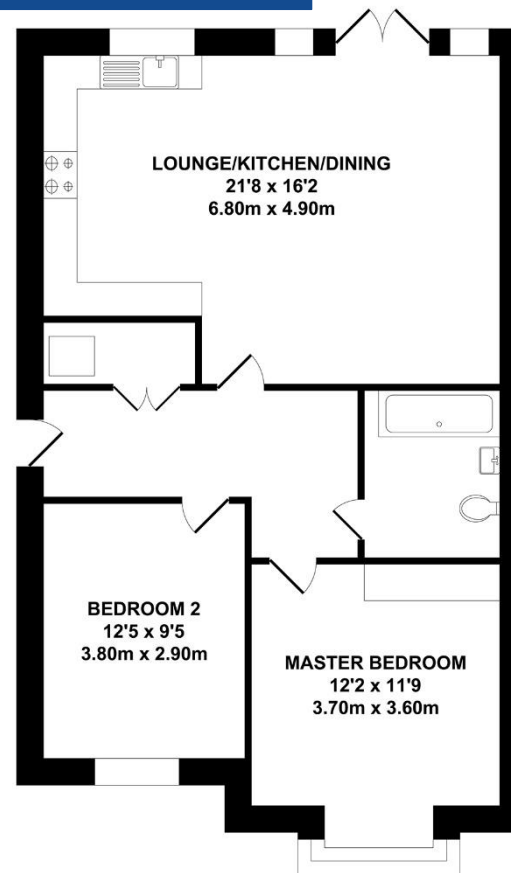 LOUNGE/KITCHEN/DINING
21'8 x 16'2
6.80m x 4.90m
BEDROOM 2
12'5 x 9'5
3.80m x 2.90m
MASTER BEDROOM
12'2 x 11'9
3.70m x 3.60m